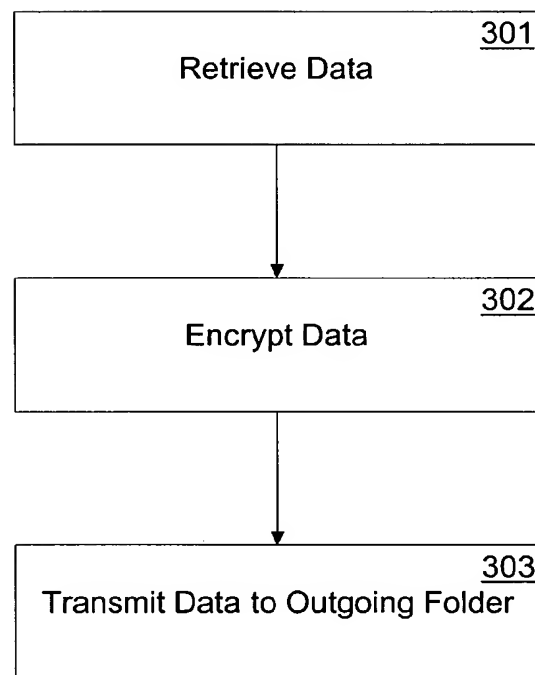 301
Retrieve Data
302
Encrypt Data
303
Transmit Data to Outgoing Folder